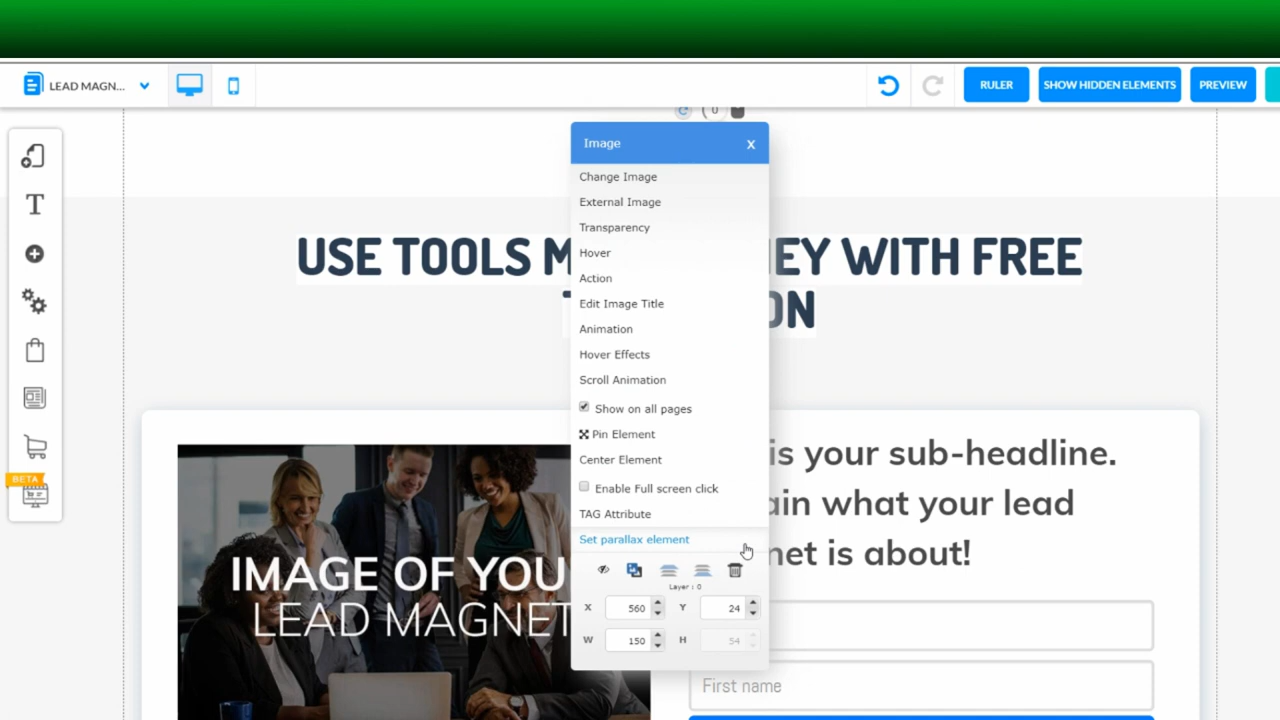 LEAD MAGN...
RULER
SHOW HIDDEN ELEMENTS
PREVIEW
Image
X
Change Image
External Image
Transparency
Hover
Action
Edit Image Title
Animation
Hover Effects
Scroll Animation
Show on all pages
Pin Element
Center Element
Enable Full screen click
TAG Attribute
Set parallax element
Layer : 0
X 560 Y 24
W 150 H 54
BETA
USE TOOLS M EY WITH FREE
ON
IMAGE OF YOU
LEAD MAGNET
is your sub-headline.
ain what your lead
net is about!
First name